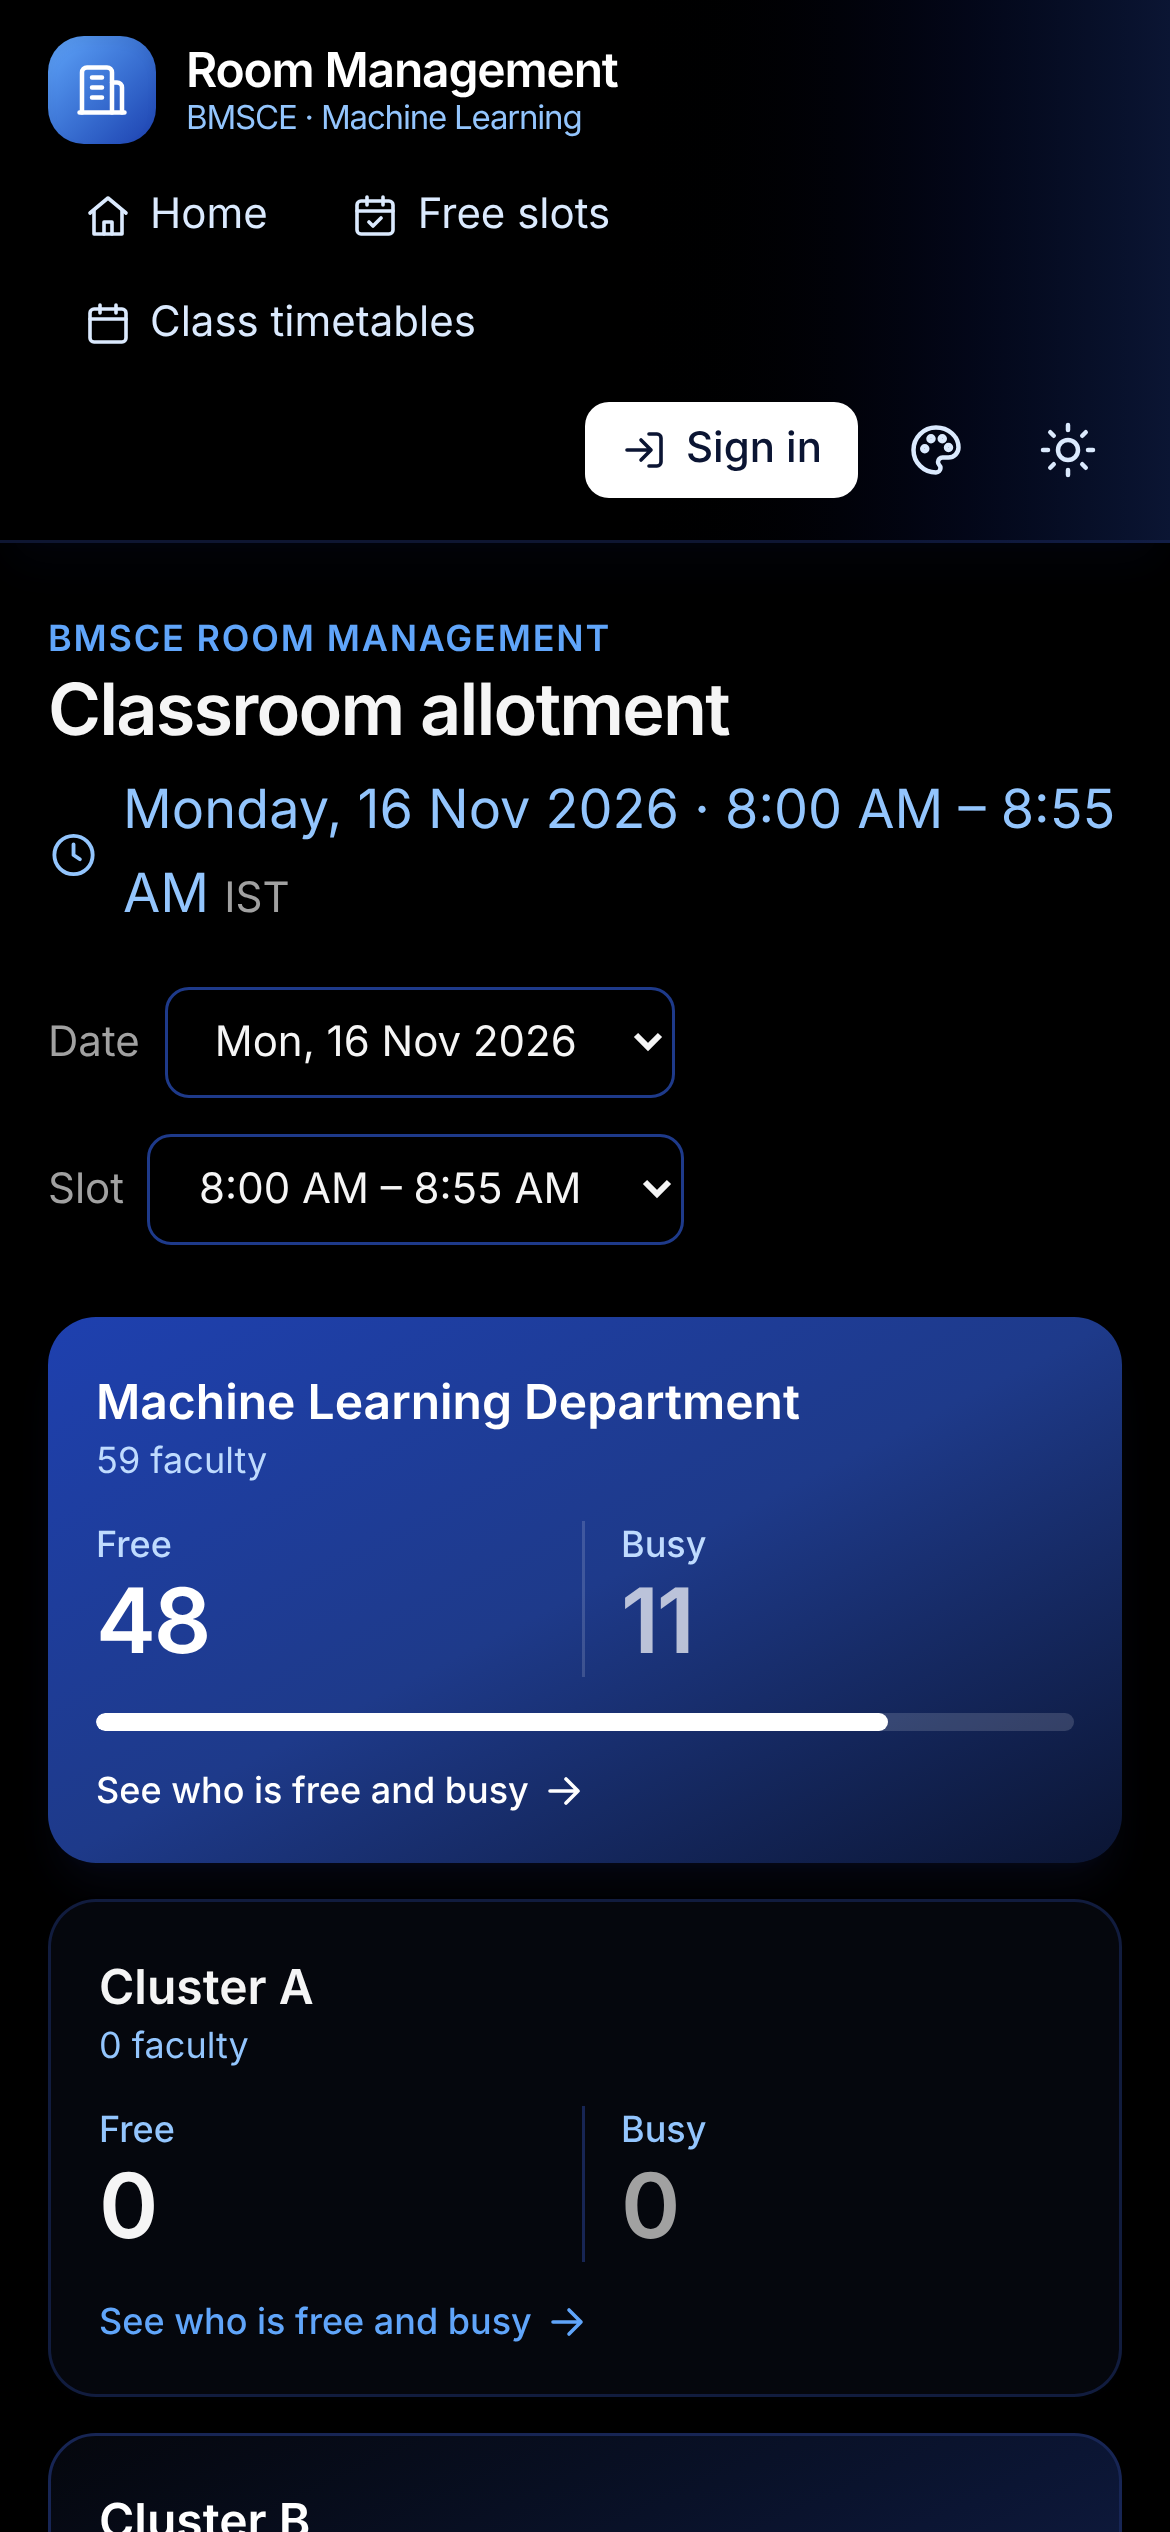 Room Management
BMSCE · Machine Learning
Home
Free slots
Class timetables
Sign in
BMSCE ROOM MANAGEMENT
Classroom allotment
Monday, 16 Nov 2026 · 8:00 AM – 8:55
AM IST
Date
Mon, 16 Nov 2026
Slot
8:00 AM – 8:55 AM
Machine Learning Department
59 faculty
Free
Busy
48
11
See who is free and busy →
Cluster A
0 faculty
Free
Busy
0
0
See who is free and busy →
Cluster B